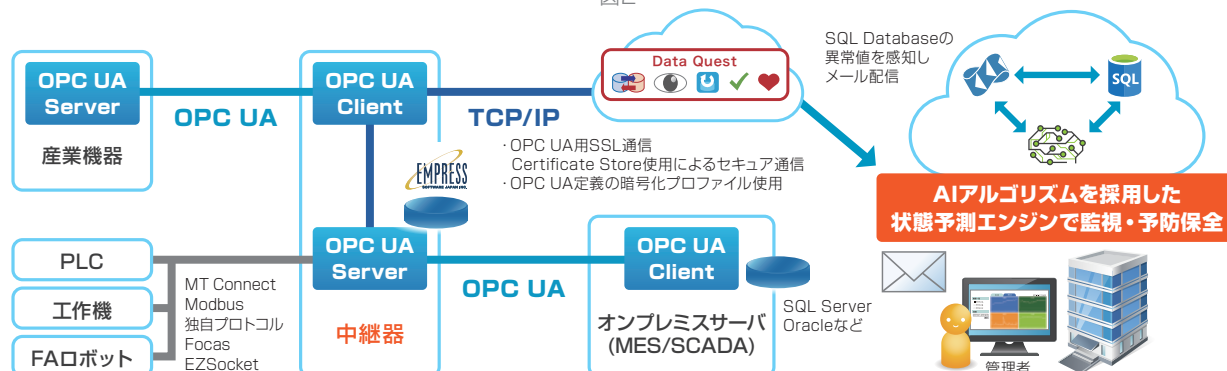 OPC UA
Server
産業機器
OPC UA
OPC UA
Client
TCP/IP
・OPC UA用SSL通信
Certificate Store使用によるセキュア通信
・OPC UA定義の暗号化プロファイル使用
EMPRESS
SOFTWARE JAPAN INC.
Data Quest
SQL Databaseの
異常値を感知し
メール配信
SQL
AIアルゴリズムを採用した
状態予測エンジンで監視・予防保全
PLC
工作機
FAロボット
MT Connect
Modbus
独自プロトコル
Focas
EZSocket
OPC UA
Server
中継器
OPC UA
OPC UA
Client
オンプレミスサーバ
(MES/SCADA)
SQL Server
Oracleなど
管理者